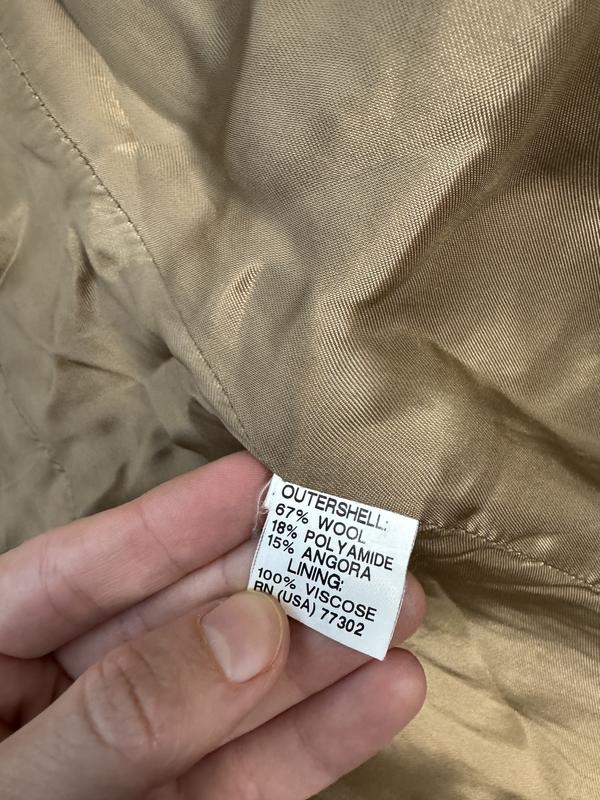 OUTERSHELL:
67% WOOL
18% POLYAMIDE
15% ANGORA
LINING:
100% VISCOSE
RN (USA) 77302